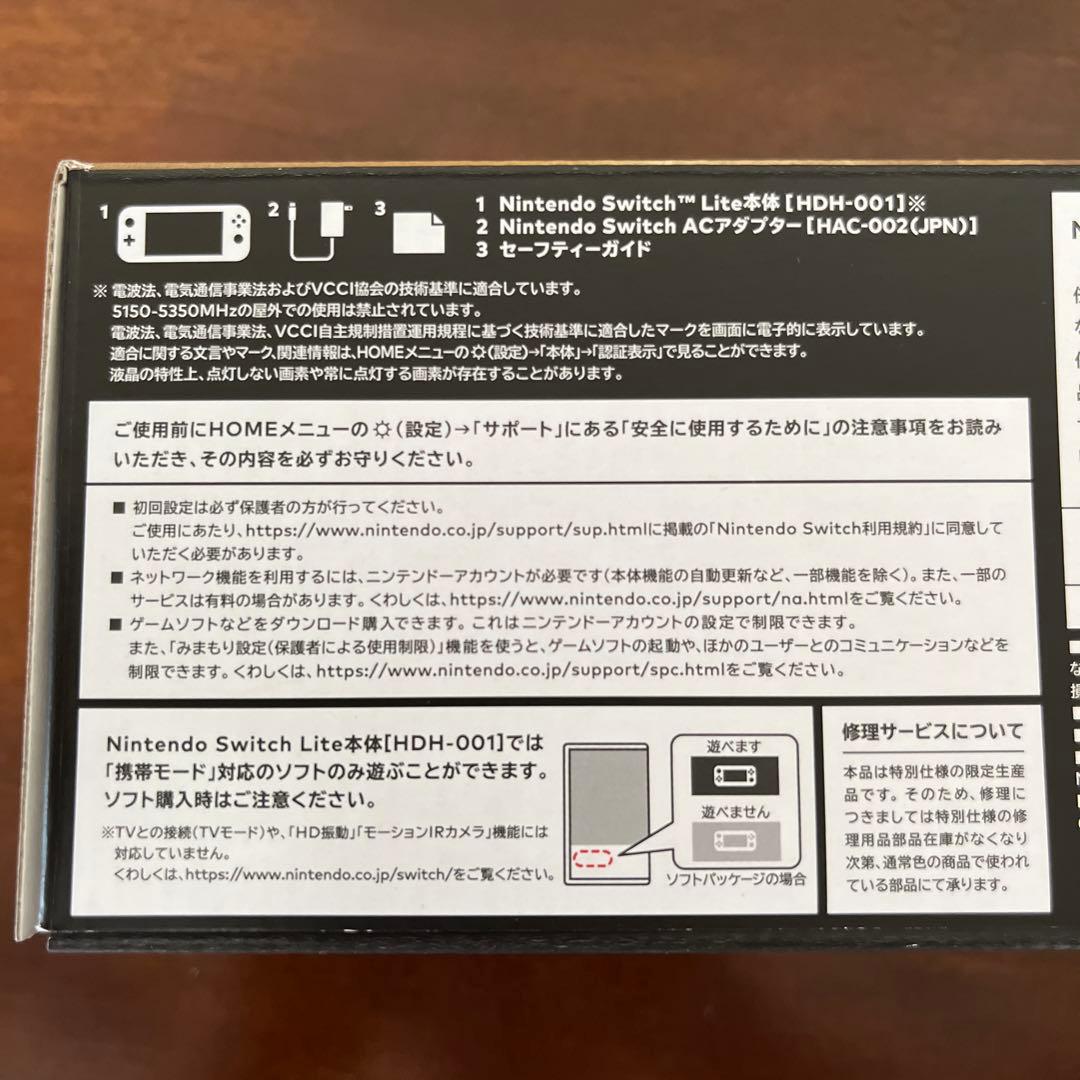 1 2 3
1 Nintendo Switch™ Lite本体[HDH-001]※
2 Nintendo Switch ACアダプター[HAC-002(JPN)]
3 セーフティーガイド
※ 電波法、電気通信事業法およびVCCI協会の技術基準に適合しています。
5150-5350MHzの屋外での使用は禁止されています。
電波法、電気通信事業法、VCCI自主規制措置運用規程に基づく技術基準に適合したマークを画面に電子的に表示しています。
適合に関する文言やマーク、関連情報は、HOMEメニューの(設定)→「本体」→「認証表示」で見ることができます。
液晶の特性上、点灯しない画素や常に点灯する画素が存在することがあります。
ご使用前にHOMEメニューの(設定)→「サポート」にある「安全に使用するために」の注意事項をお読み
いただき、その内容を必ずお守りください。
■ 初回設定は必ず保護者の方が行ってください。
ご使用にあたり、https://www.nintendo.co.jp/support/sup.htmlに掲載の「Nintendo Switch利用規約」に同意して
いただく必要があります。
■ ネットワーク機能を利用するには、ニンテンドーアカウントが必要です(本体機能の自動更新など、一部機能を除く)。また、一部の
サービスは有料の場合があります。くわしくは、https://www.nintendo.co.jp/support/na.htmlをご覧ください。
■ ゲームソフトなどをダウンロード購入できます。これはニンテンドーアカウントの設定で制限できます。
また、「みまもり設定(保護者による使用制限)」機能を使うと、ゲームソフトの起動や、ほかのユーザーとのコミュニケーションなどを
制限できます。くわしくは、https://www.nintendo.co.jp/support/spc.htmlをご覧ください。
Nintendo Switch Lite本体[HDH-001]では
「携帯モード」対応のソフトのみ遊ぶことができます。
ソフト購入時はご注意ください。
※TVとの接続(TVモード)や、「HD振動」「モーションIRカメラ」機能には
対応していません。
くわしくは、https://www.nintendo.co.jp/switch/をご覧ください。
遊べます
遊べません
ソフトパッケージの場合
修理サービスについて
本品は特別仕様の限定生産
品です。そのため、修理に
つきましては特別仕様の修
理用品部品在庫がなくなり
次第、通常色の商品で使われ
ている部品にて承ります。